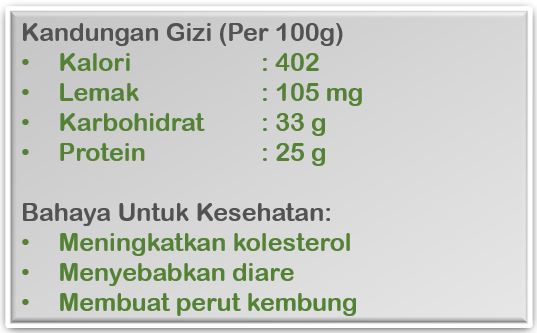 Kandungan Gizi (Per 100g)
• Kalori : 402
• Lemak : 105 mg
• Karbohidrat : 33 g
• Protein : 25 g
Bahaya Untuk Kesehatan:
• Meningkatkan kolesterol
• Menyebabkan diare
• Membuat perut kembung